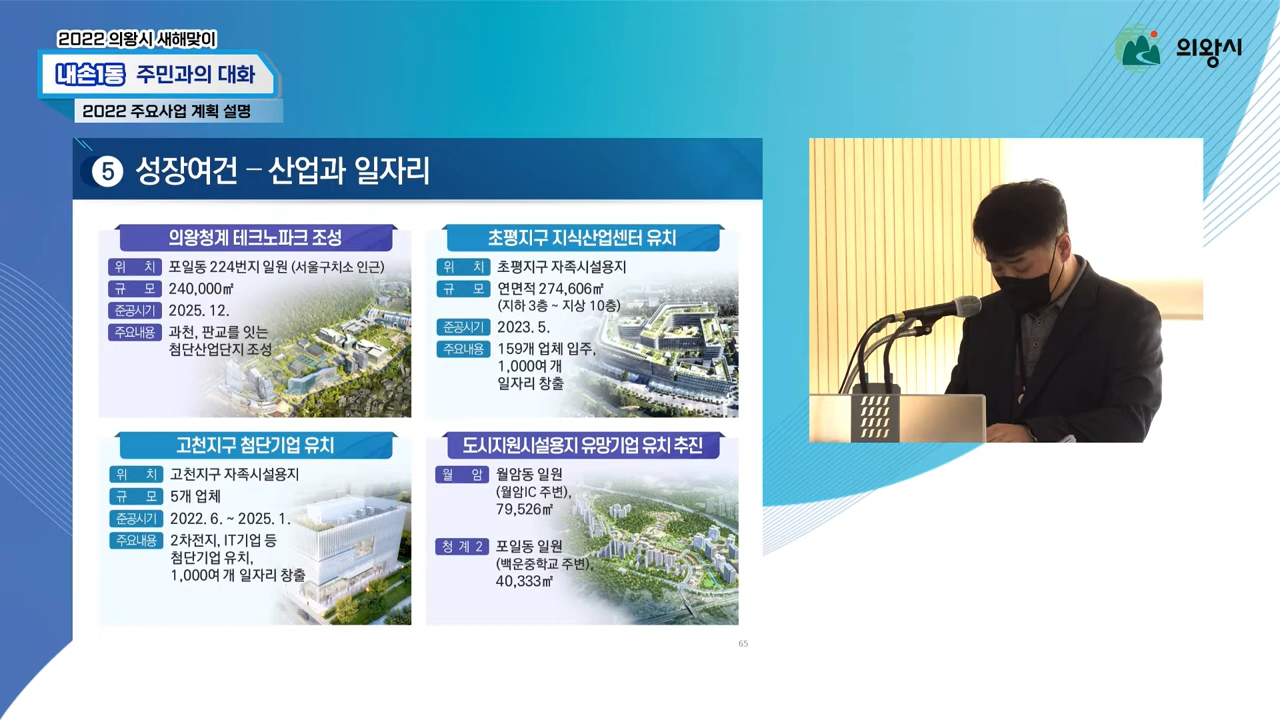 2022 의왕시 새해맞이
내손1동 주민과의 대화
2022 주요사업 계획 설명
의왕시
5 성장여건 – 산업과 일자리
의왕청계 테크노파크 조성
위 치 포일동 224번지 일원 (서울구치소 인근)
규 모 240,000㎡
준공시기 2025. 12.
주요내용 과천, 판교를 잇는
첨단산업단지 조성
초평지구 지식산업센터 유치
위 치 초평지구 자족시설용지
규 모 연면적 274,606㎡
(지하 3층 ~ 지상 10층)
준공시기 2023. 5.
주요내용 159개 업체 입주,
1,000여 개
일자리 창출
고천지구 첨단기업 유치
위 치 고천지구 자족시설용지
규 모 5개 업체
준공시기 2022. 6. ~ 2025. 1.
주요내용 2차전지, IT기업 등
첨단기업 유치,
1,000여 개 일자리 창출
도시지원시설용지 유망기업 유치 추진
월 암 월암동 일원
(월암IC 주변),
79,526㎡
청 계 2 포일동 일원
(백운중학교 주변),
40,333㎡
65